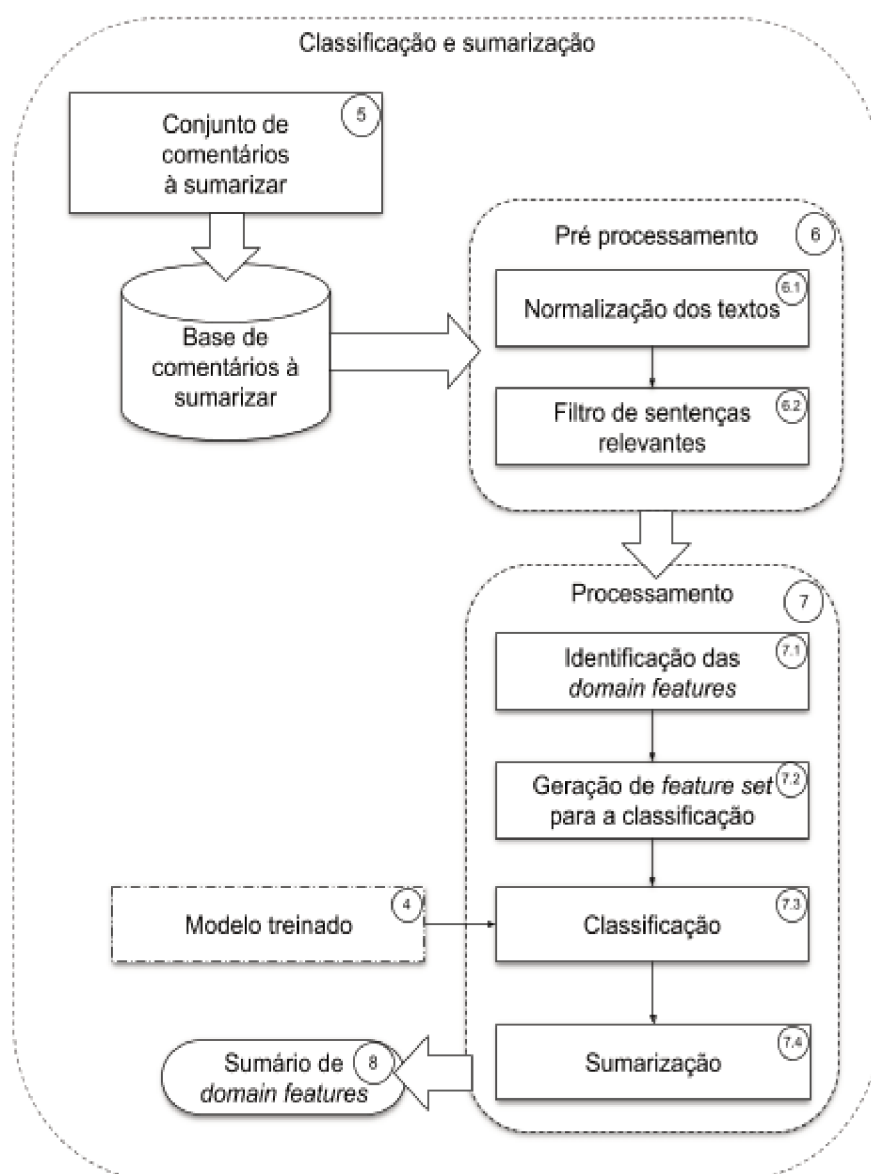 Classificação e sumarização
5
Conjunto de
comentários
à sumarizar
Base de
comentários à
sumarizar
Pré processamento
6
6.1
Normalização dos textos
6.2
Filtro de sentenças
relevantes
Processamento
7
7.1
Identificação das
domain features
7.2
Geração de feature set
para a classificação
4
Modelo treinado
7.3
Classificação
7.4
Sumarização
8
Sumário de
domain features